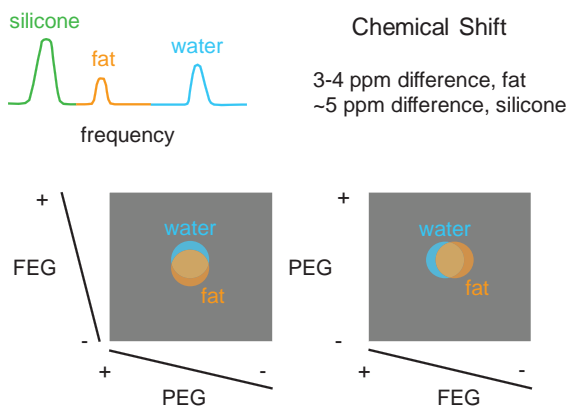 silicone
fat
water
frequency
Chemical Shift
3-4 ppm difference, fat
~5 ppm difference, silicone
+
FEG
-
water
fat
+
-
PEG
+
PEG
-
water
fat
+
-
FEG